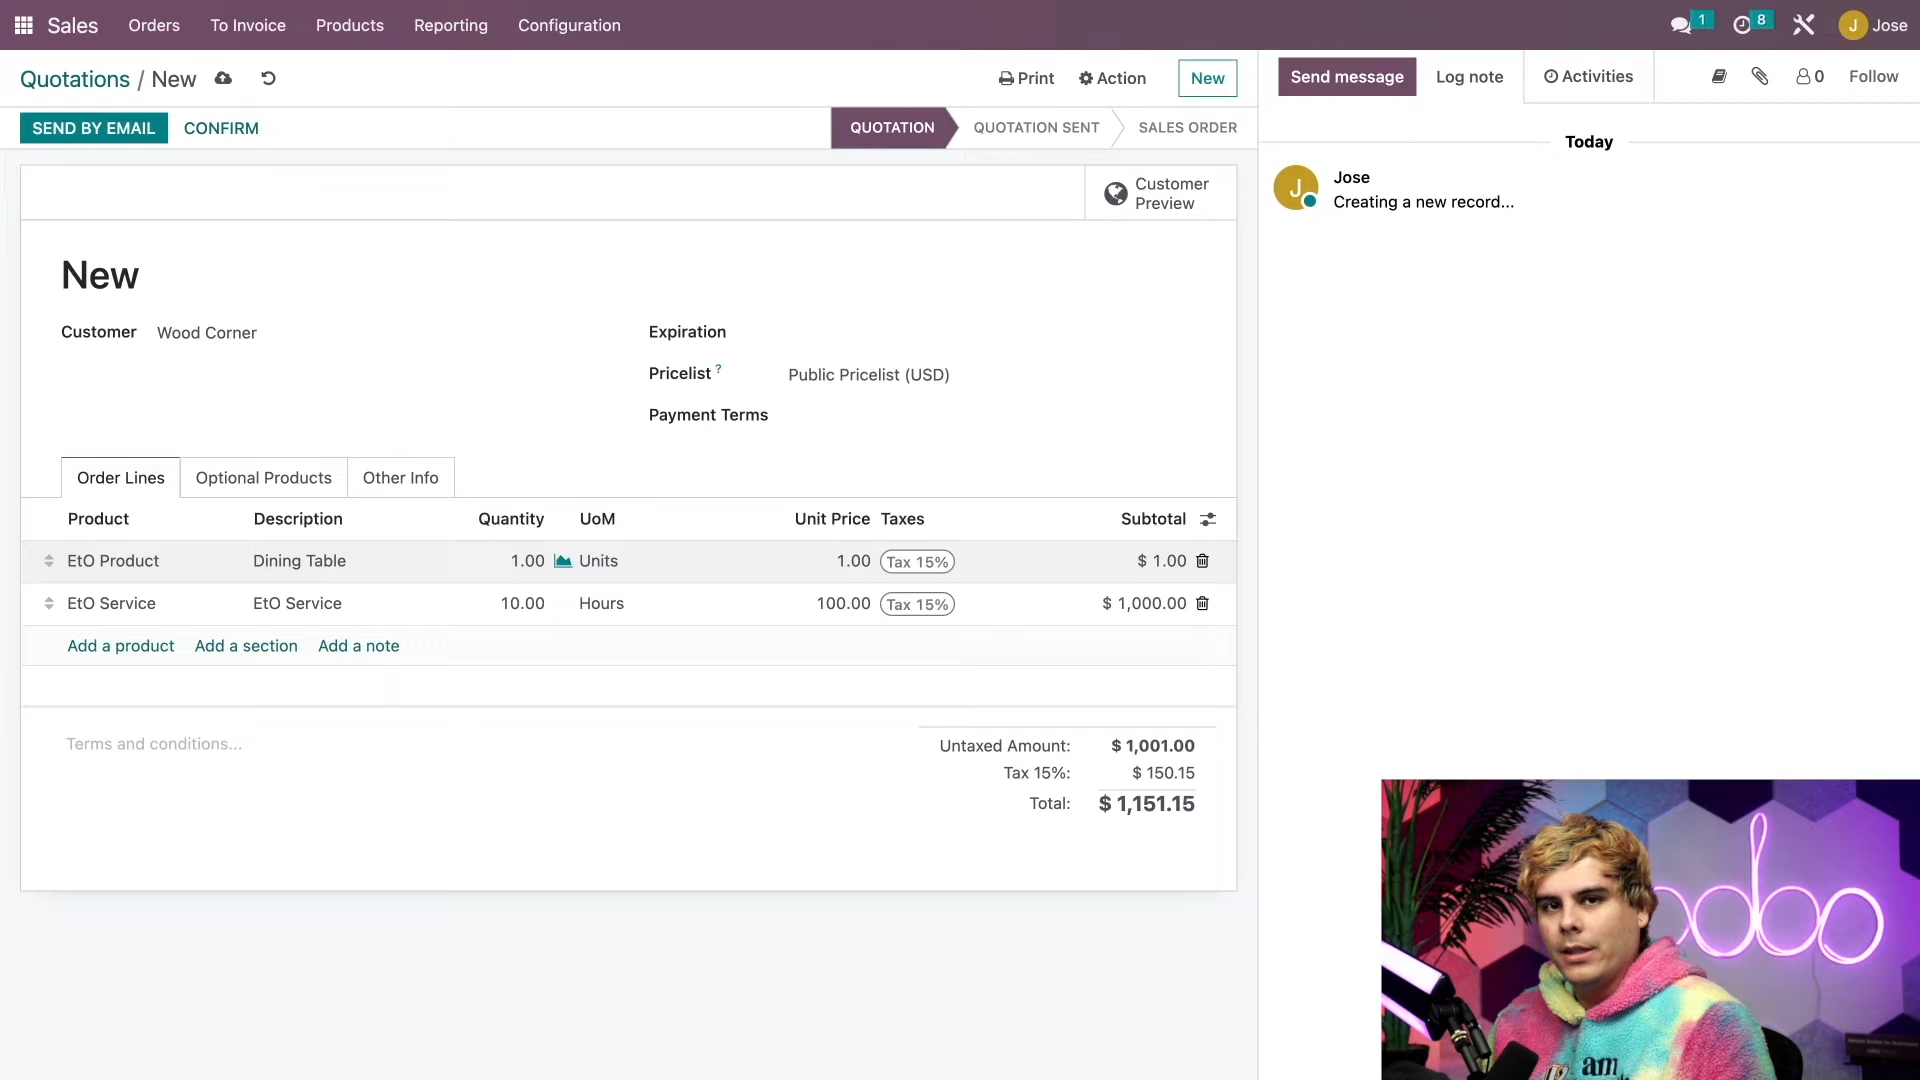 Sales Orders To Invoice Products Reporting Configuration 1 8 J Jose
Quotations / New Print Action New
Send message Log note Activities 0 Follow
SEND BY EMAIL CONFIRM QUOTATION QUOTATION SENT SALES ORDER
Today
Customer
Preview
J Jose
Creating a new record...
New
Customer Wood Corner Expiration
Pricelist ? Public Pricelist (USD)
Payment Terms
Order Lines Optional Products Other Info
Product Description Quantity UoM Unit Price Taxes Subtotal
EtO Product Dining Table 1.00 Units 1.00 Tax 15% $ 1.00
EtO Service EtO Service 10.00 Hours 100.00 Tax 15% $ 1,000.00
Add a product Add a section Add a note
Terms and conditions...
Untaxed Amount: $ 1,001.00
Tax 15%: $ 150.15
Total: $ 1,151.15
odoo
am